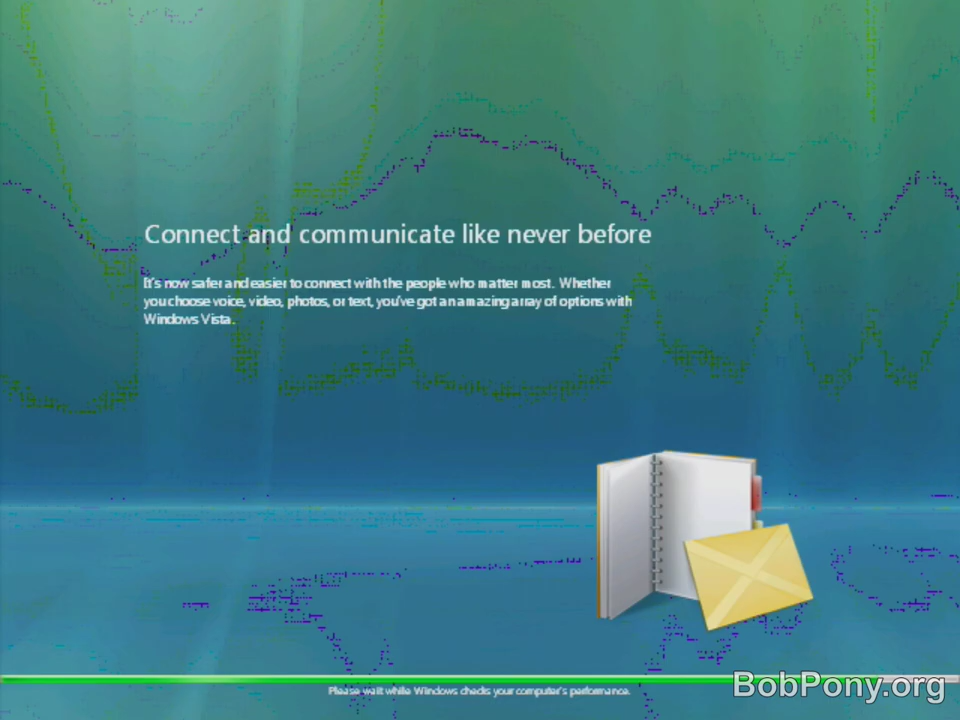 Connect and communicate like never before
It's now safer and easier to connect with the people who matter most. Whether
you choose voice, video, photos, or text, you've got an amazing array of options with
Windows Vista.
Please wait while Windows checks your computer's performance.
BobPony.org